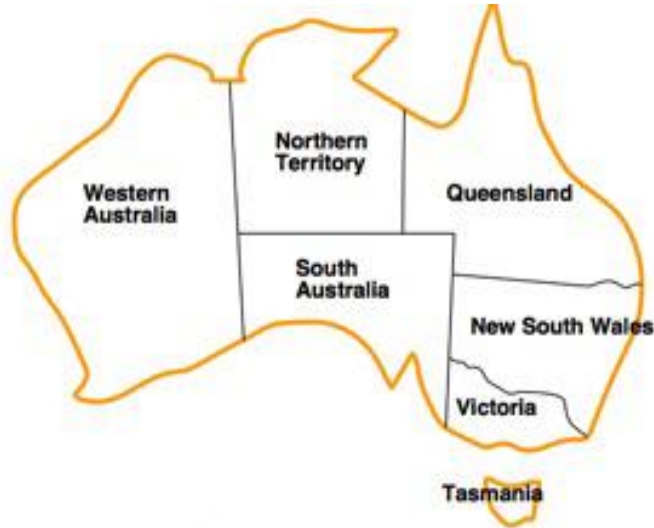 Northern
Territory
Western
Australia
Queensland
South
Australia
New South Wales
Victoria
Tasmania